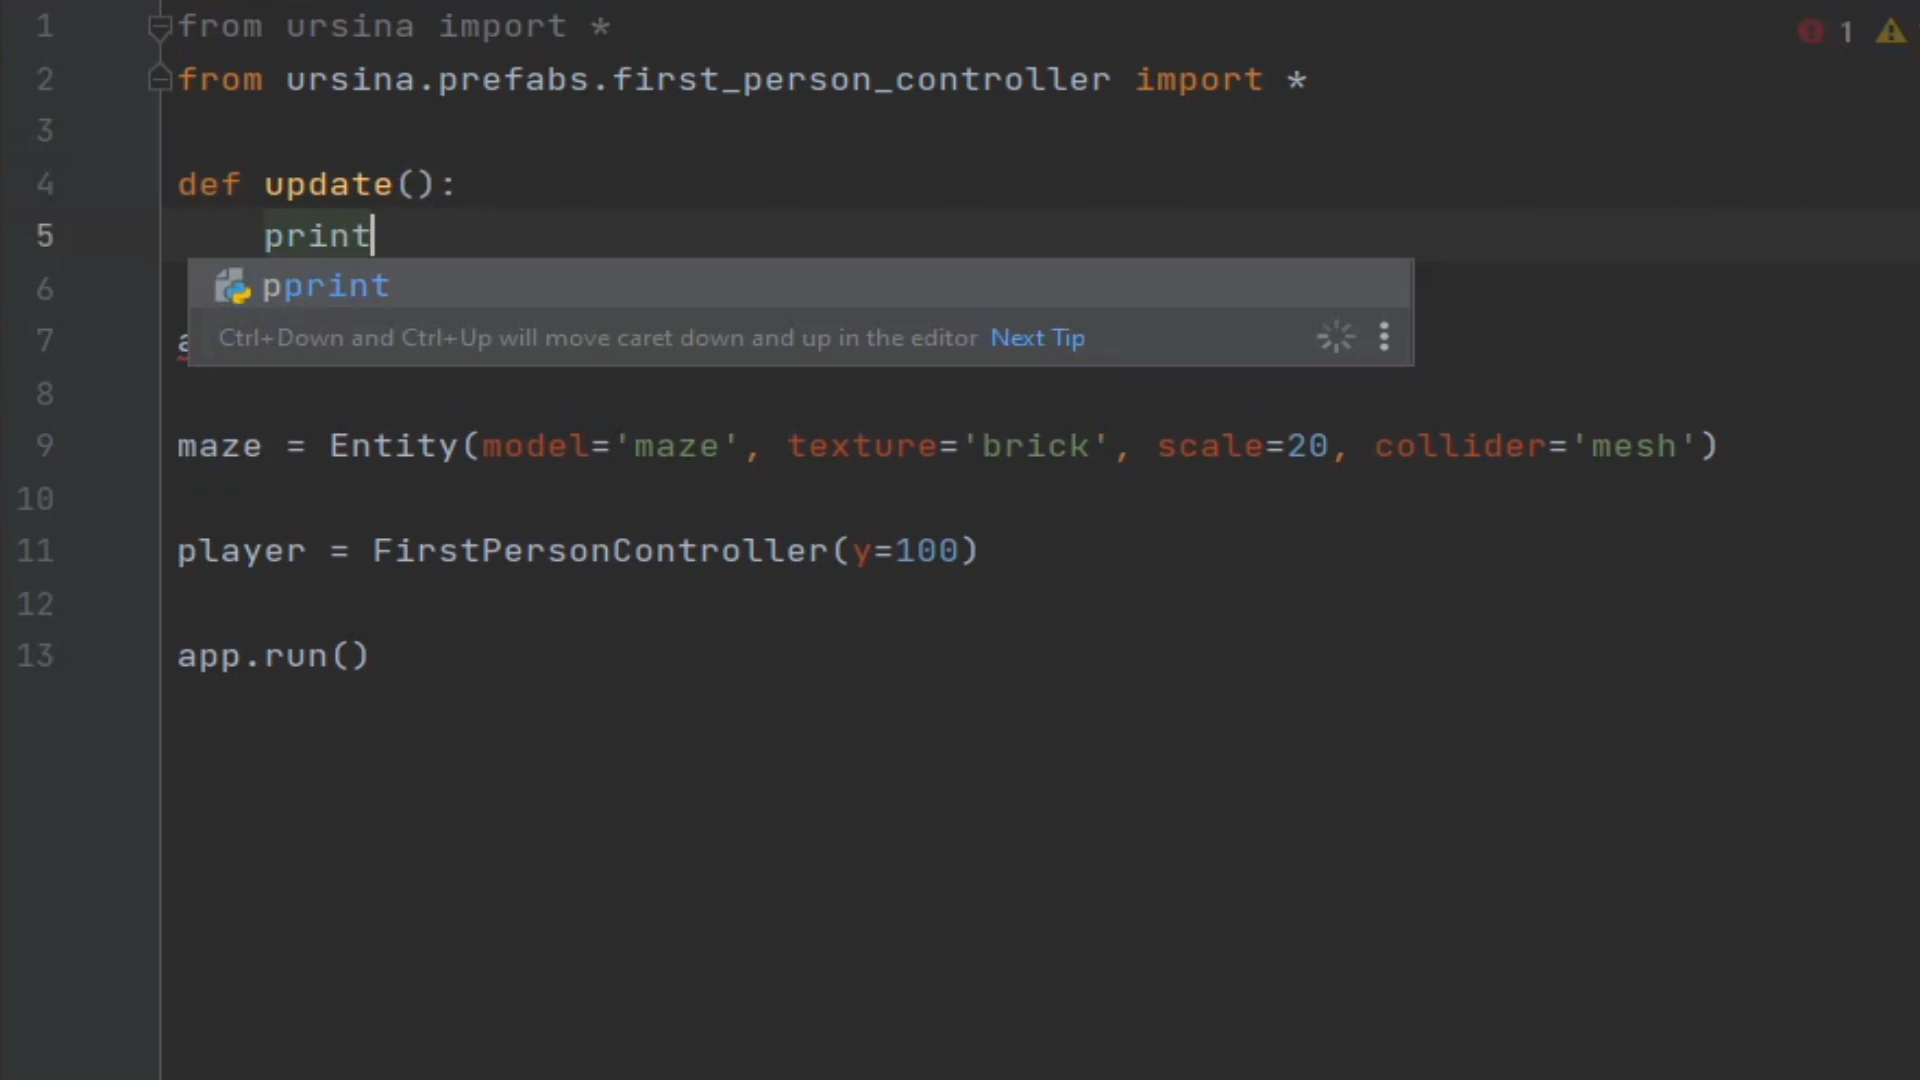 1 from ursina import *
2 from ursina.prefabs.first_person_controller import *
3
4 def update():
5 print
pprint
6
Ctrl+Down and Ctrl+Up will move caret down and up in the editor Next Tip
7 a
8
9 maze = Entity(model='maze', texture='brick', scale=20, collider='mesh')
10
11 player = FirstPersonController(y=100)
12
13 app.run()
1